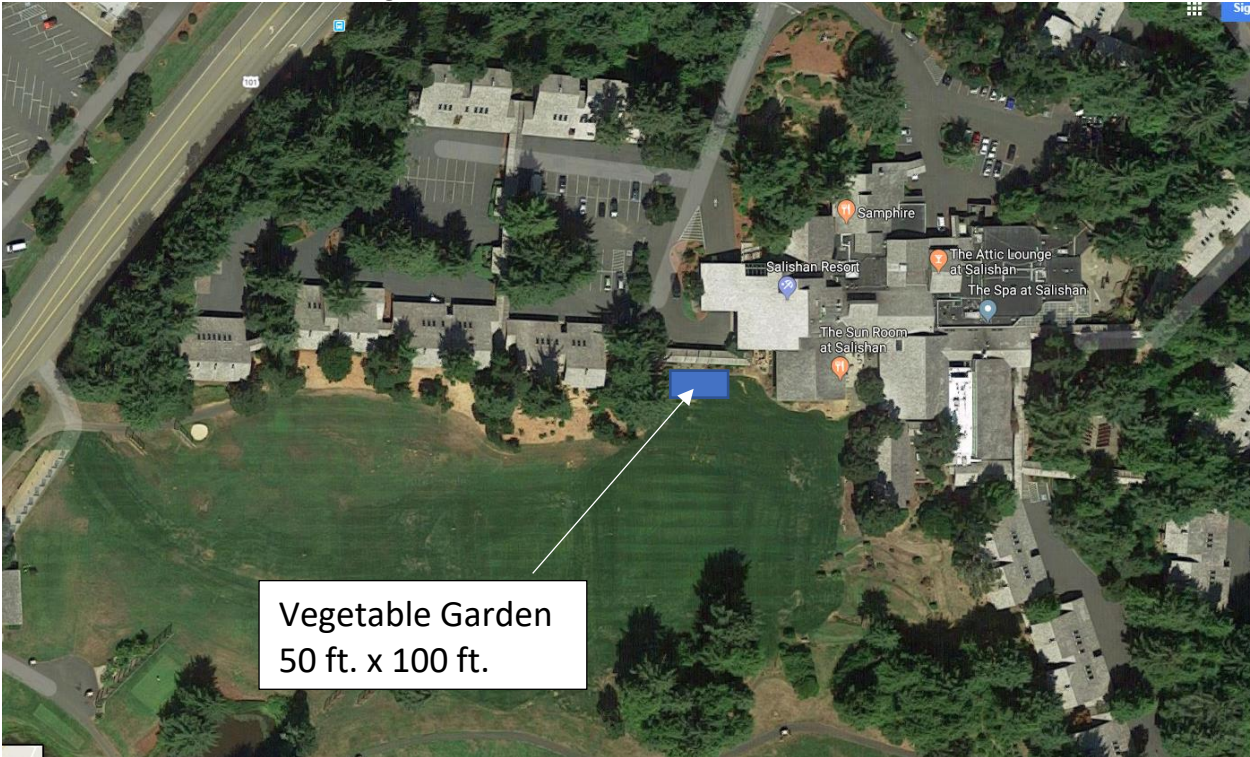 Sig
101
Samphire
The Attic Lounge
at Salishan
Salishan Resort
The Spa at Salishan
The Sun Room
at Salishan
Vegetable Garden
50 ft. x 100 ft.